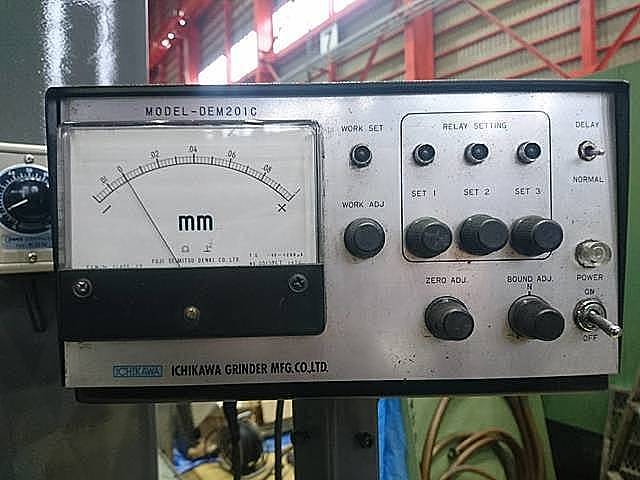 MODEL-DEM201C
.01 0 .02 .04 .06 .08
− +
mm
FUJI SEIMITSU DENKI CO.LTD.
WORK SET
WORK ADJ
RELAY SETTING
SET 1 SET 2 SET 3
ZERO ADJ.
BOUND ADJ.
N
DELAY
NORMAL
POWER
ON
OFF
ICHIKAWA ICHIKAWA GRINDER MFG.CO.,LTD.